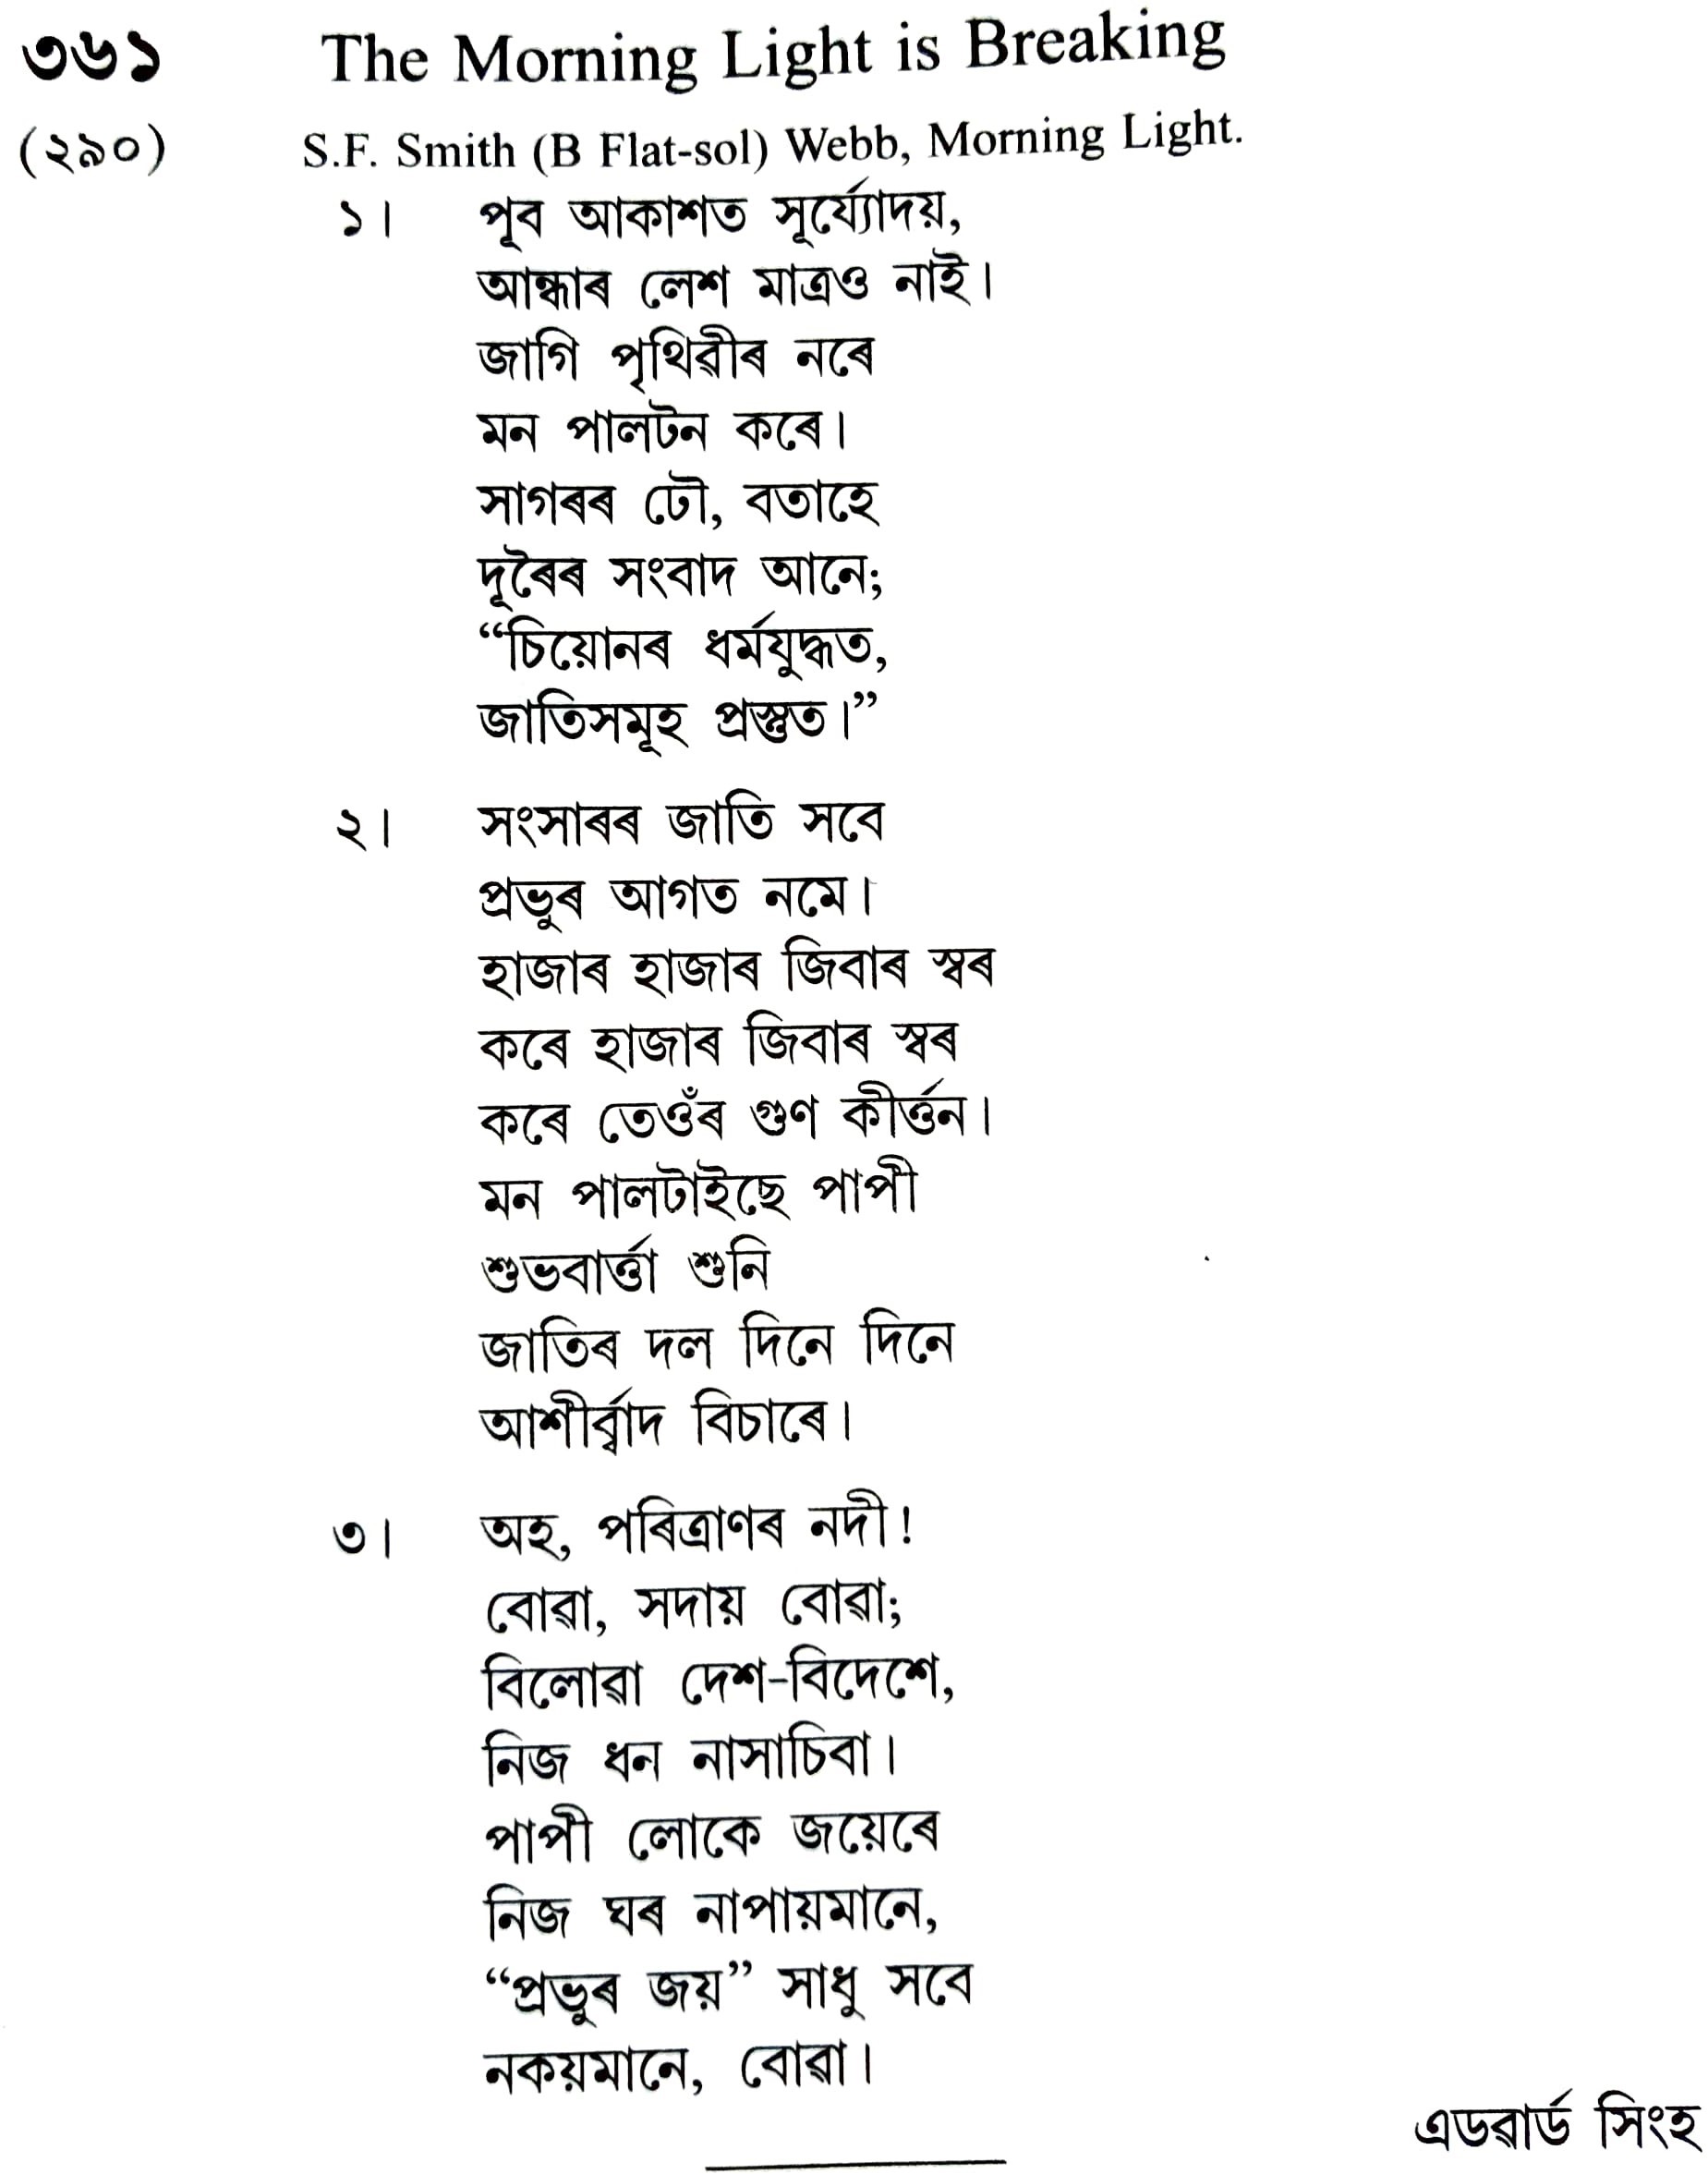 ৩৬১ The Morning Light is Breaking
(২৯০) S.F. Smith (B Flat-sol) Webb, Morning Light.
১। পূব আকাশত সূৰ্য্যোদয়,
আন্ধাৰ লেশ মাত্ৰও নাই।
জাগি পৃথিৱীৰ নৰে
মন পালটন কৰে।
সাগৰৰ ঢৌ, বতাহে
দূৰৈৰ সংবাদ আনে;
“চিয়োনৰ ধৰ্মযুদ্ধত,
জাতিসমূহ প্ৰস্তুত।”
২। সংসাৰৰ জাতি সবে
প্ৰভুৰ আগত নমে।
হাজাৰ হাজাৰ জিবাৰ স্বৰ
কৰে হাজাৰ জিবাৰ স্বৰ
কৰে তেওঁৰ গুণ কীৰ্ত্তন।
মন পালটাইছে পাপী
শুভবাৰ্ত্তা শুনি
জাতিৰ দল দিনে দিনে
আশীৰ্ব্বাদ বিচাৰে।
৩। অহ, পৰিত্ৰাণৰ নদী!
বোৱা, সদায় বোৱা;
বিলোৱা দেশ-বিদেশে,
নিজ ধন নাসাচিবা।
পাপী লোকে জয়েৰে
নিজ ঘৰ নাপায়মানে,
“প্ৰভুৰ জয়” সাধু সবে
নকয়মানে, বোৱা।
এডৱাৰ্ড সিংহ